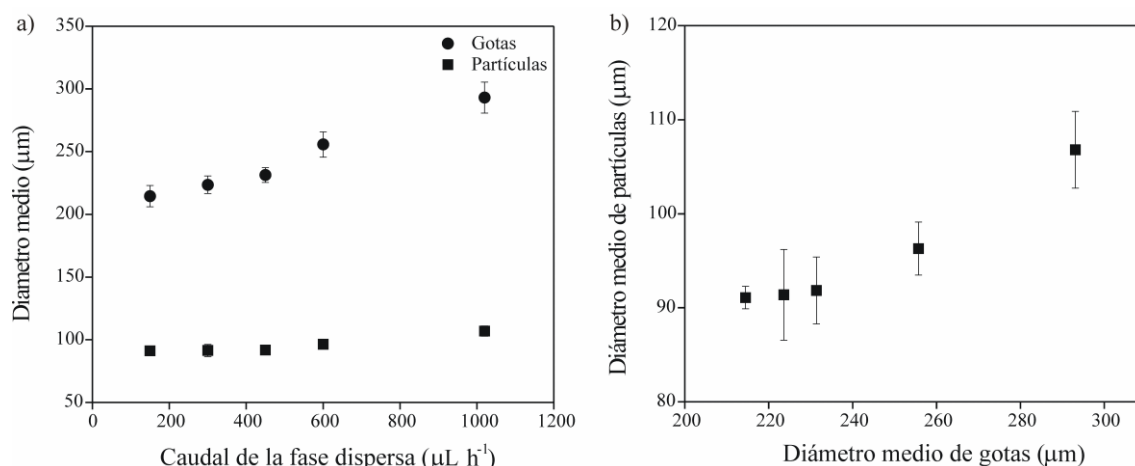 a)
350
300
250
200
150
100
50
Diametro medio (µm)
Gotas
Partículas
0 200 400 600 800 1000 1200
Caudal de la fase dispersa (µL h⁻¹)
b)
120
110
100
90
80
Diámetro medio de partículas (µm)
200 220 240 260 280 300
Diámetro medio de gotas (µm)